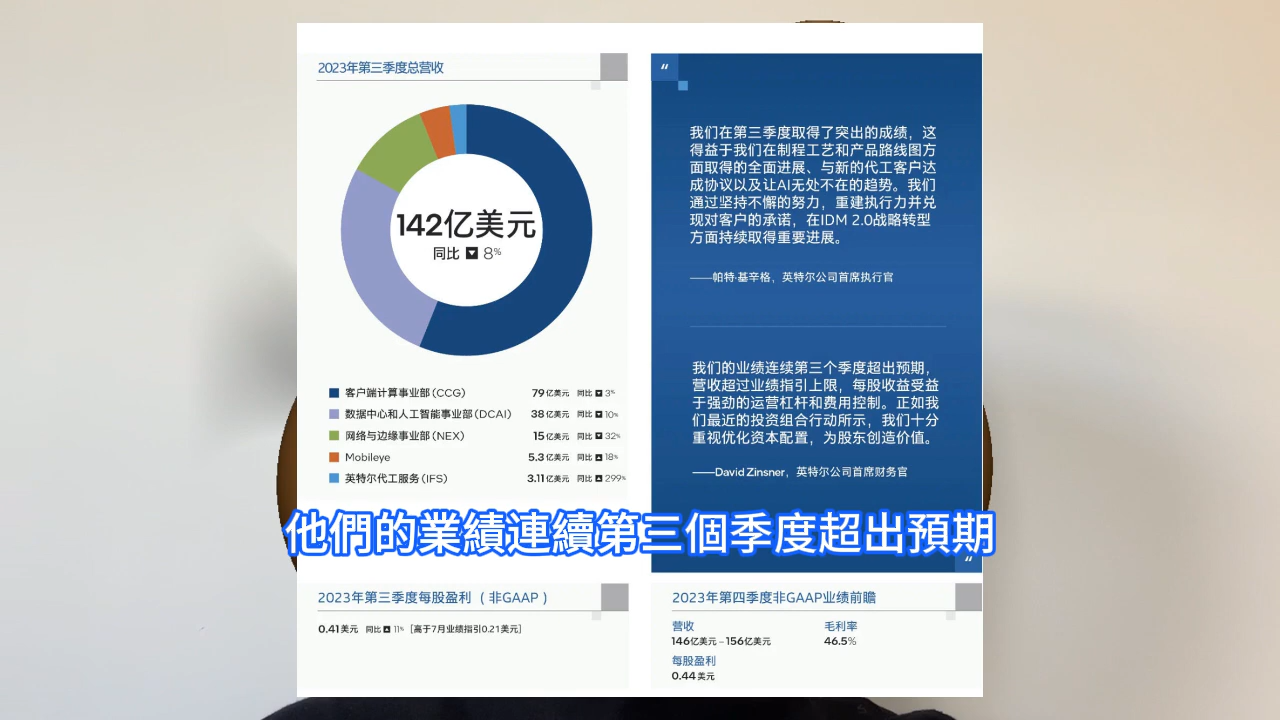 2023年第三季度总营收
142亿美元
同比 ▼ 8%
客户端计算事业部(CCG) 79亿美元 同比 ▼ 3%
数据中心和人工智能事业部(DCAI) 38亿美元 同比 ▼ 10%
网络与边缘事业部(NEX) 15亿美元 同比 ▼ 32%
Mobileye 5.3亿美元 同比 ▲ 18%
英特尔代工服务(IFS) 3.11亿美元 同比 ▲ 299%
“
我们在第三季度取得了突出的成绩，这
得益于我们在制程工艺和产品路线图方
面取得的全面进展、与新的代工客户达
成协议以及让AI无处不在的趋势。我们
通过坚持不懈的努力，重建执行力并兑
现对客户的承诺，在IDM 2.0战略转型
方面持续取得重要进展。
——帕特·基辛格，英特尔公司首席执行官
我们的业绩连续第三个季度超出预期，
营收超过业绩指引上限，每股收益受益
于强劲的运营杠杆和费用控制。正如我
们最近的投资组合行动所示，我们十分
重视优化资本配置，为股东创造价值。
——David Zinsner，英特尔公司首席财务官
”
他們的業績連續第三個季度超出預期
2023年第三季度每股盈利（非GAAP）
0.41美元 同比 ▲ 11% [高于7月业绩指引0.21美元]
2023年第四季度非GAAP业绩前瞻
营收 毛利率
146亿美元 – 156亿美元 46.5%
每股盈利
0.44美元